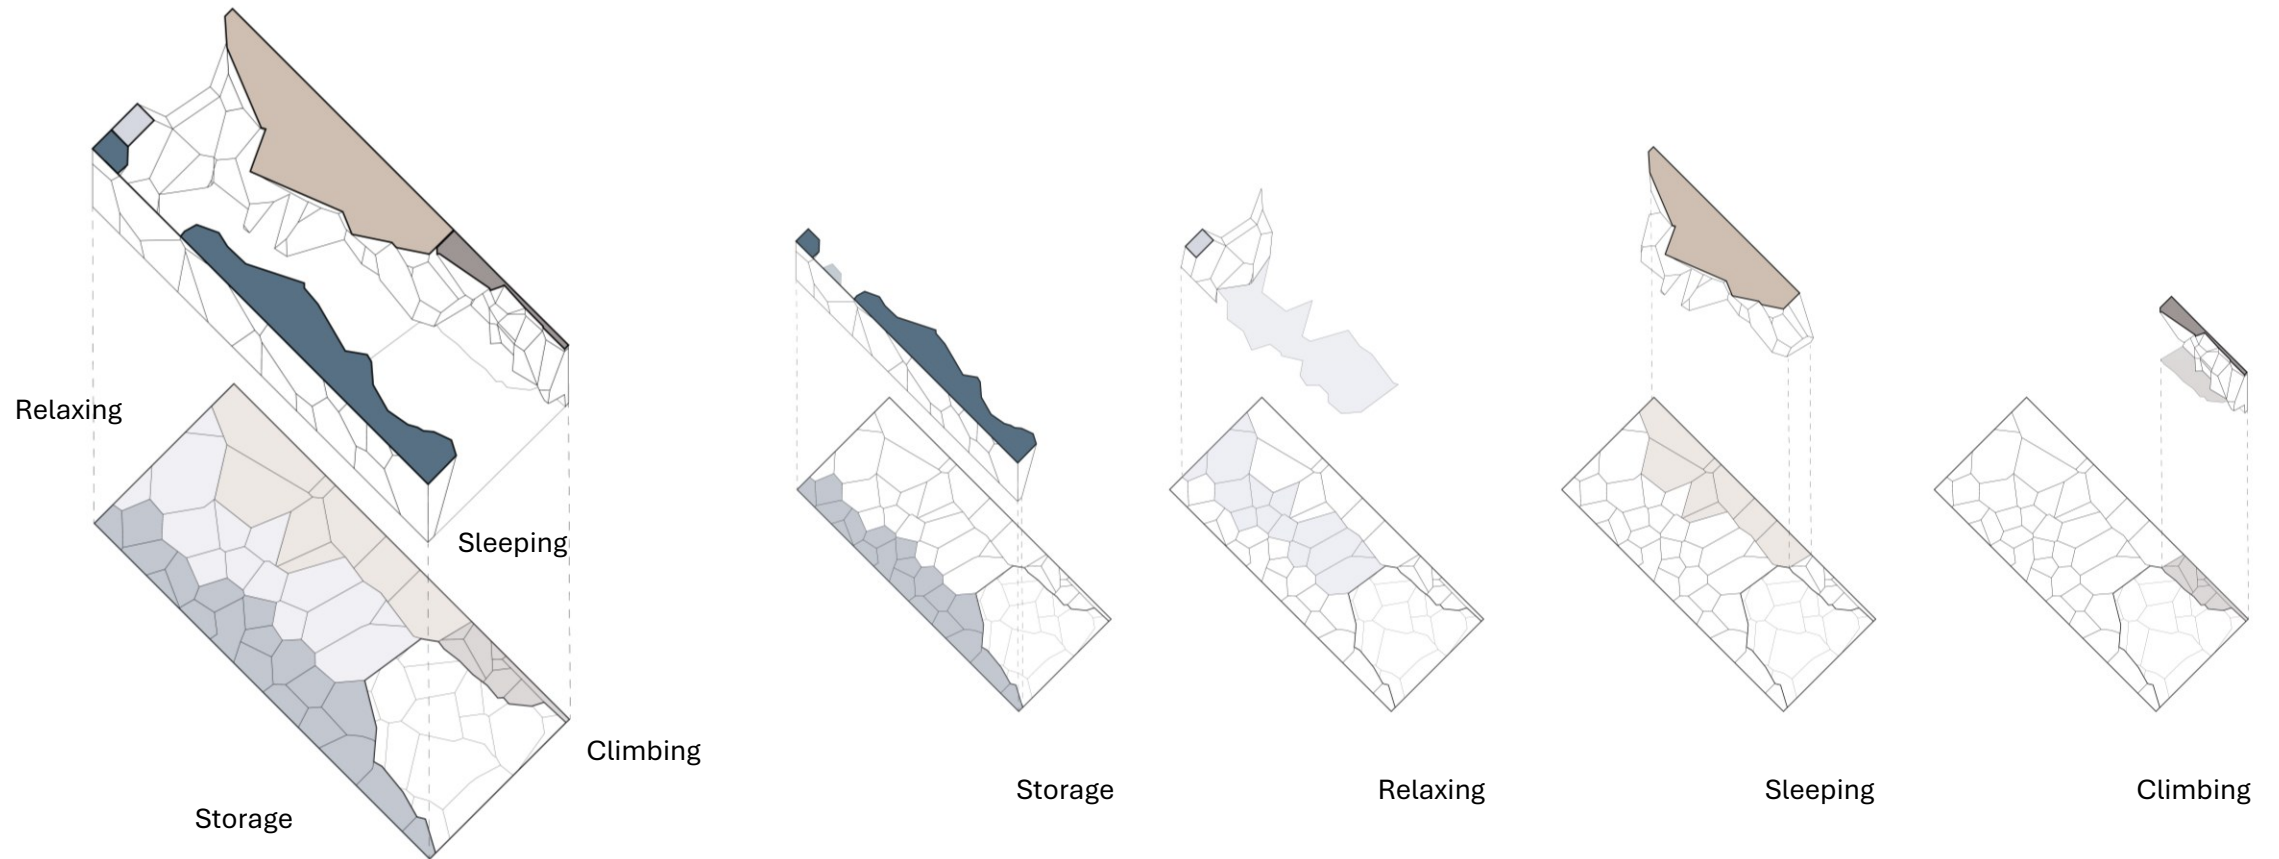 Relaxing
Sleeping
Climbing
Storage
Storage
Relaxing
Sleeping
Climbing